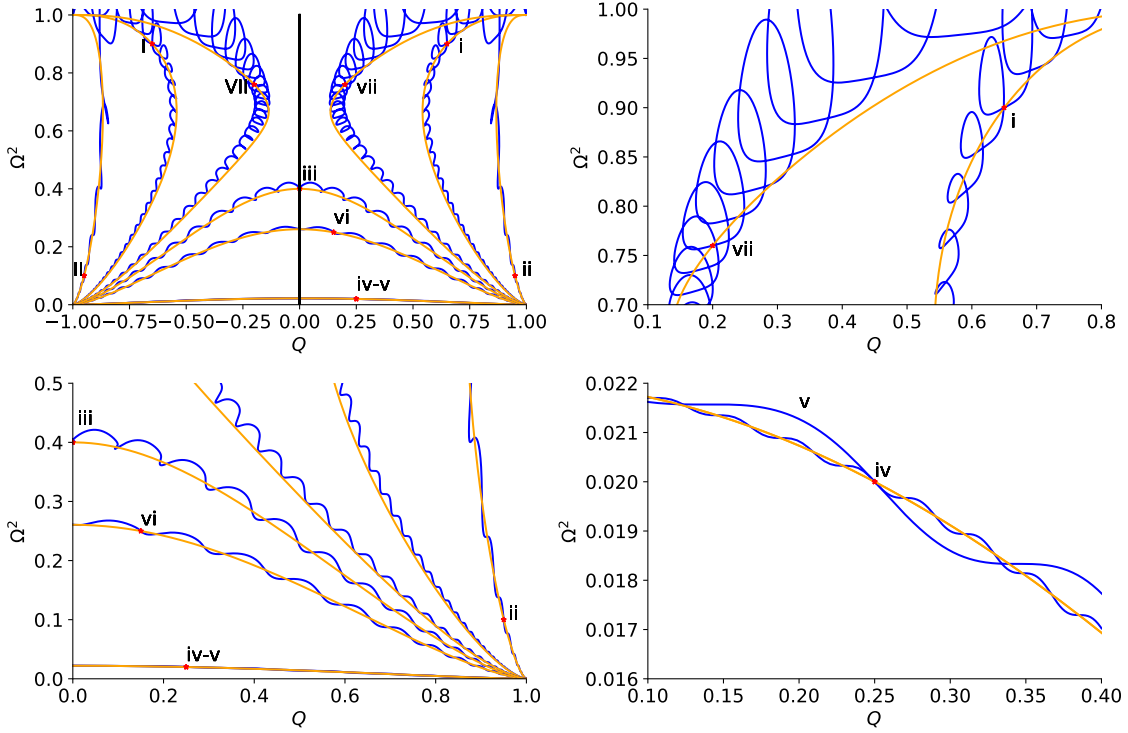 1.0
0.8
0.6
0.4
0.2
0.0
Ω²
−1.00
−0.75
−0.50
−0.25
0.00
0.25
0.50
0.75
1.00
Q
I
i
VII
vii
iii
vi
II
ii
iv-v
1.00
0.95
0.90
0.85
0.80
0.75
0.70
Ω²
0.1
0.2
0.3
0.4
0.5
0.6
0.7
0.8
Q
i
vii
0.5
0.4
0.3
0.2
0.1
0.0
Ω²
0.0
0.2
0.4
0.6
0.8
1.0
Q
iii
vi
ii
iv-v
0.022
0.021
0.020
0.019
0.018
0.017
0.016
Ω²
0.10
0.15
0.20
0.25
0.30
0.35
0.40
Q
v
iv